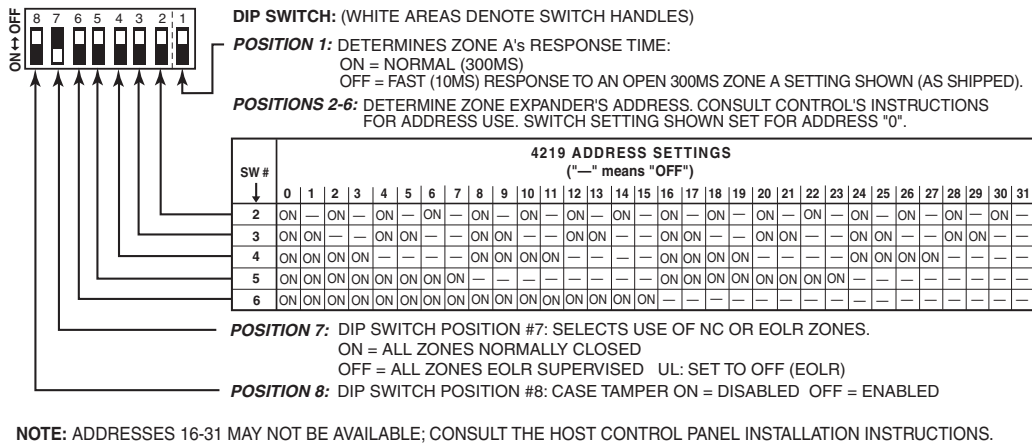 ON↔OFF
8 7 6 5 4 3 2 1
DIP SWITCH: (WHITE AREAS DENOTE SWITCH HANDLES)
POSITION 1: DETERMINES ZONE A's RESPONSE TIME:
ON = NORMAL (300MS)
OFF = FAST (10MS) RESPONSE TO AN OPEN 300MS ZONE A SETTING SHOWN (AS SHIPPED).
POSITIONS 2-6: DETERMINE ZONE EXPANDER'S ADDRESS. CONSULT CONTROL'S INSTRUCTIONS
FOR ADDRESS USE. SWITCH SETTING SHOWN SET FOR ADDRESS "0".
4219 ADDRESS SETTINGS
("—" means "OFF")
SW #
0 1 2 3 4 5 6 7 8 9 10 11 12 13 14 15 16 17 18 19 20 21 22 23 24 25 26 27 28 29 30 31
2 ON — ON — ON — ON — ON — ON — ON — ON — ON — ON — ON — ON — ON — ON — ON — ON —
3 ON ON — — ON ON — — ON ON — — ON ON — — ON ON — — ON ON — — ON ON — — ON ON — —
4 ON ON ON ON — — — — ON ON ON ON — — — — ON ON ON ON — — — — ON ON ON ON — — — —
5 ON ON ON ON ON ON ON ON — — — — — — — — ON ON ON ON ON ON ON ON — — — — — — — —
6 ON ON ON ON ON ON ON ON ON ON ON ON ON ON ON ON — — — — — — — — — — — — — — — —
POSITION 7: DIP SWITCH POSITION #7: SELECTS USE OF NC OR EOLR ZONES.
ON = ALL ZONES NORMALLY CLOSED
OFF = ALL ZONES EOLR SUPERVISED UL: SET TO OFF (EOLR)
POSITION 8: DIP SWITCH POSITION #8: CASE TAMPER ON = DISABLED OFF = ENABLED
NOTE: ADDRESSES 16-31 MAY NOT BE AVAILABLE; CONSULT THE HOST CONTROL PANEL INSTALLATION INSTRUCTIONS.